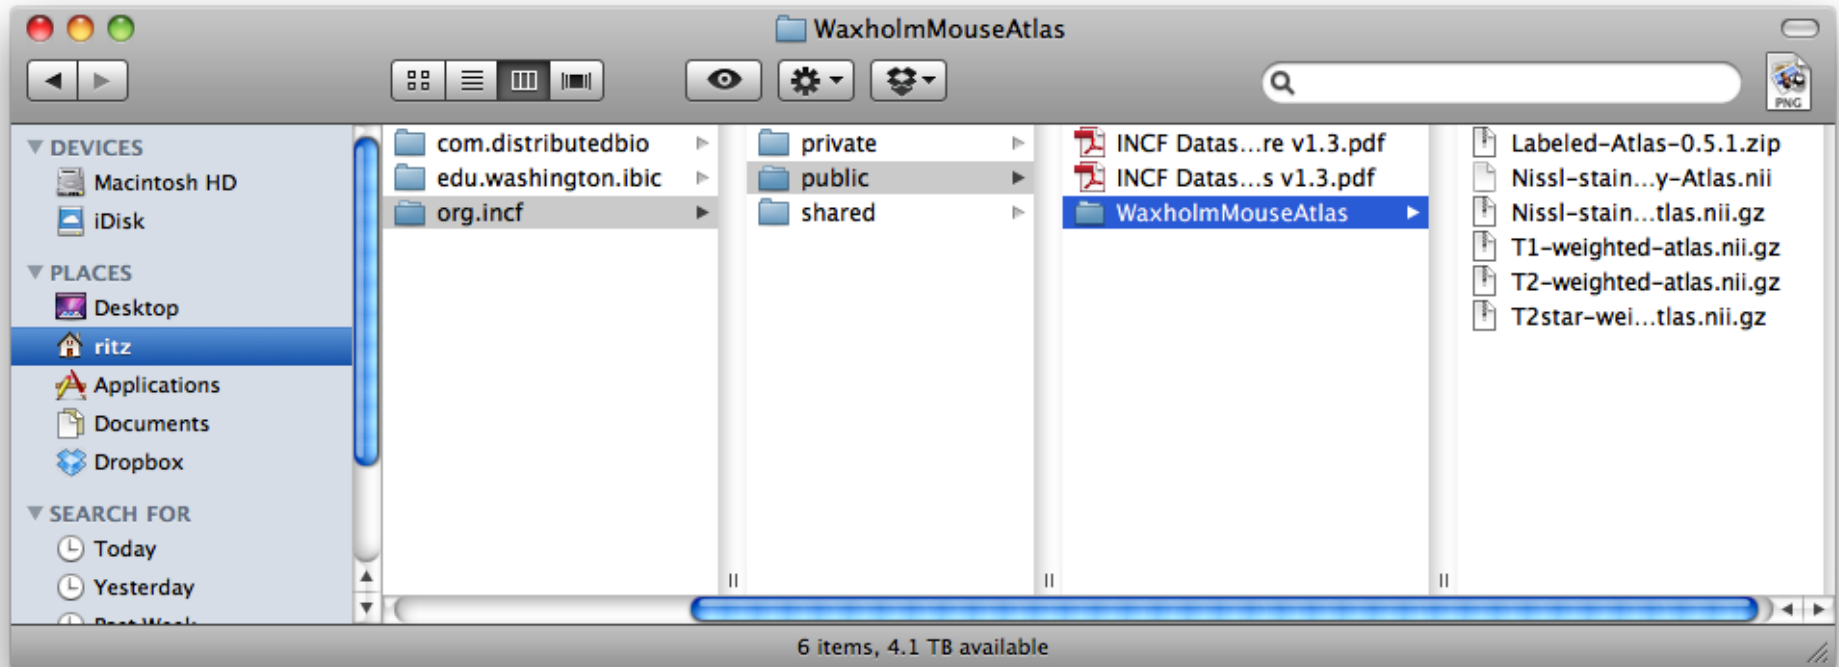 WaxholmMouseAtlas
PNG
DEVICES
Macintosh HD
iDisk
PLACES
Desktop
ritz
Applications
Documents
Dropbox
SEARCH FOR
Today
Yesterday
Past Week
com.distributedbio
edu.washington.ibic
org.incf
private
public
shared
INCF Datas...re v1.3.pdf
INCF Datas...s v1.3.pdf
WaxholmMouseAtlas
Labeled-Atlas-0.5.1.zip
Nissl-stain...y-Atlas.nii
Nissl-stain...tlas.nii.gz
T1-weighted-atlas.nii.gz
T2-weighted-atlas.nii.gz
T2star-wei...tlas.nii.gz
6 items, 4.1 TB available